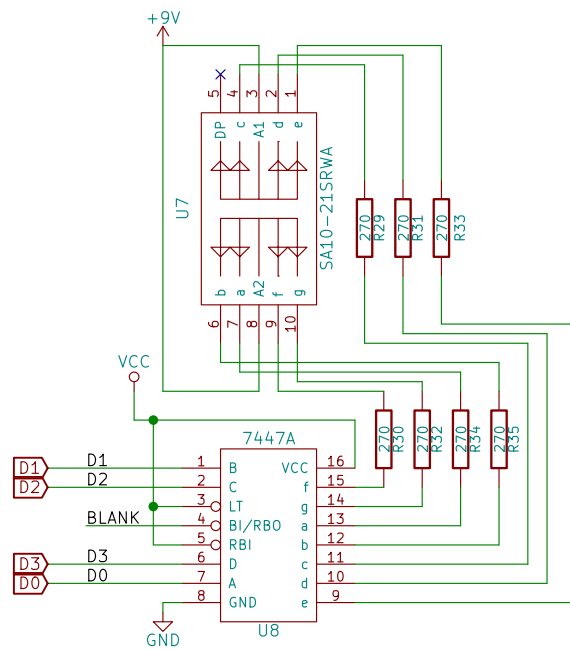 +9V
5 4 3 2 1
DP c A1 d e
U7
SA10-21SRWA
270 R29
270 R31
270 R33
b a A2 f g
6 7 8 9 10
VCC
7447A
270 R30
270 R32
270 R34
270 R35
D1 D1 1 B VCC 16
D2 D2 2 C f 15
3 LT g 14
BLANK 4 BI/RBO a 13
5 RBI b 12
D3 D3 6 D c 11
D0 D0 7 A d 10
8 GND e 9
GND
U8